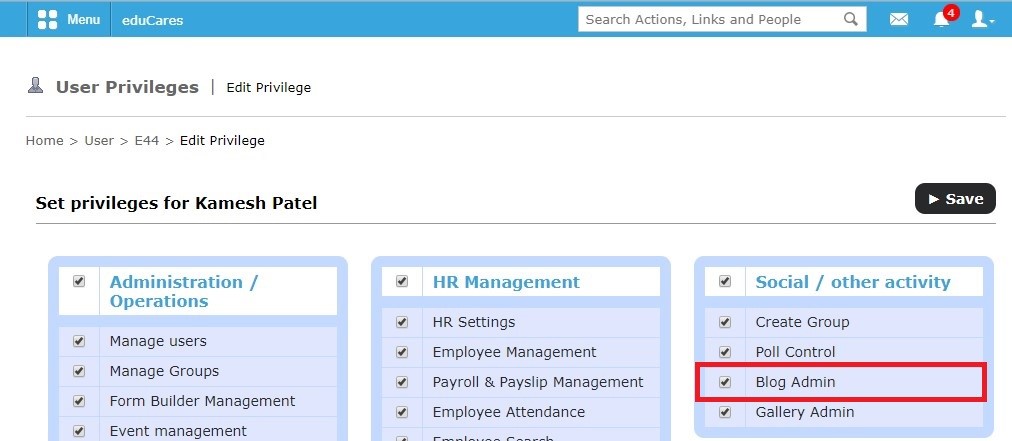 Menu eduCares Search Actions, Links and People 4
User Privileges | Edit Privilege
Home > User > E44 > Edit Privilege
Set privileges for Kamesh Patel
Save
Administration /
Operations
Manage users
Manage Groups
Form Builder Management
Event management
HR Management
HR Settings
Employee Management
Payroll & Payslip Management
Employee Attendance
Employee Search
Social / other activity
Create Group
Poll Control
Blog Admin
Gallery Admin